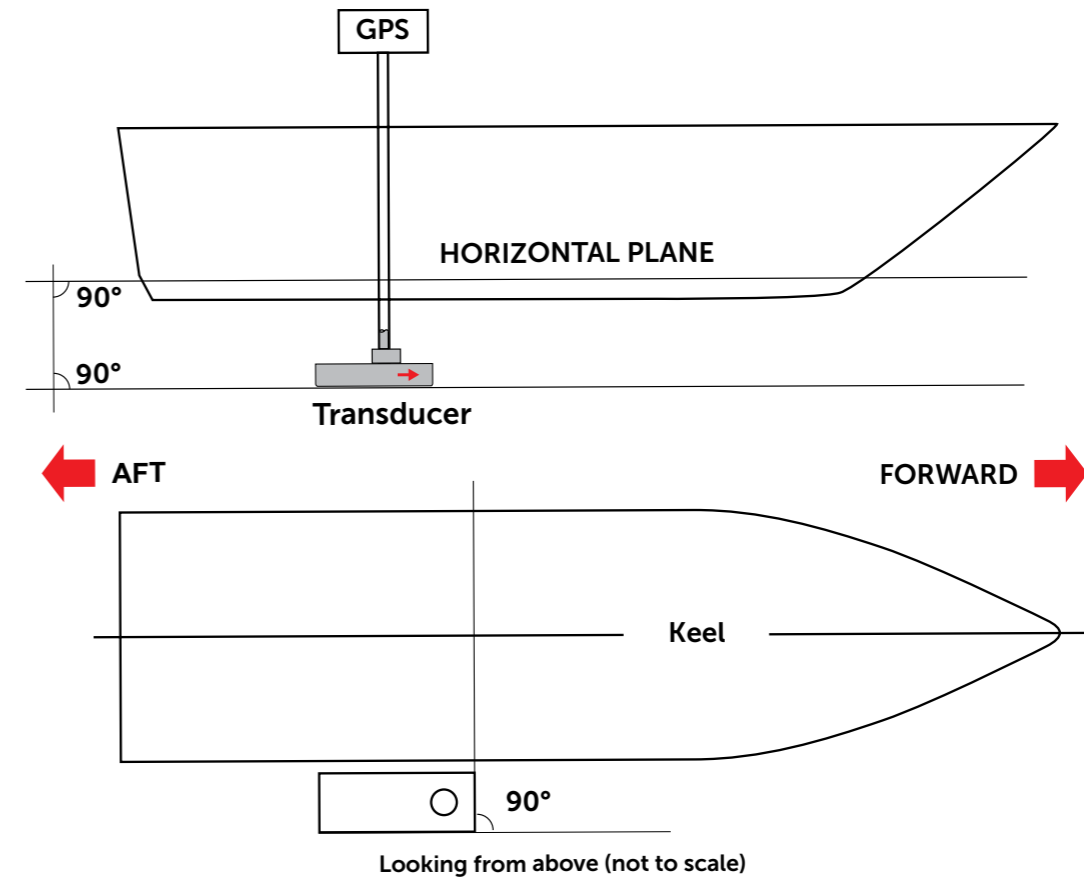 GPS
HORIZONTAL PLANE
90°
90°
Transducer
AFT
FORWARD
Keel
90°
Looking from above (not to scale)